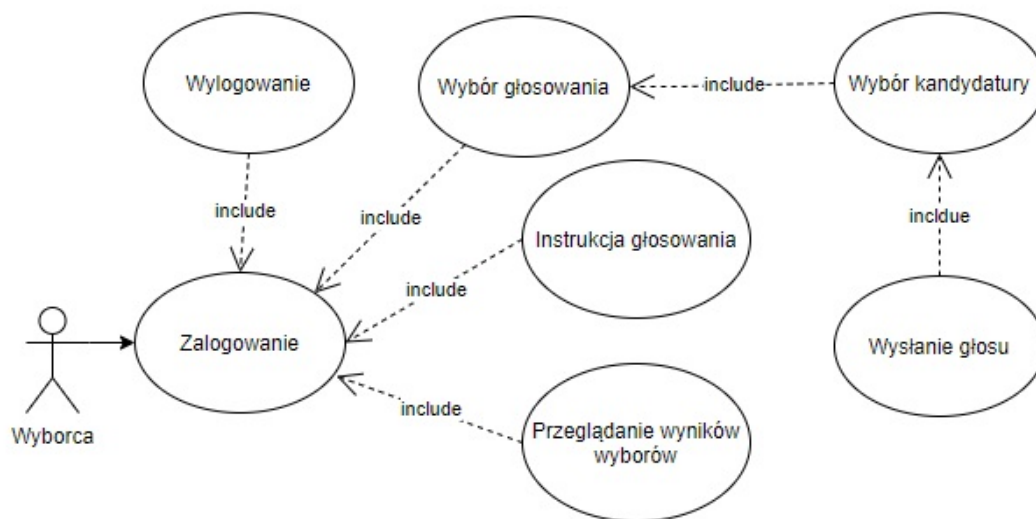 Wylogowanie
Wybór głosowania
include
Wybór kandydatury
include
include
incldue
Instrukcja głosowania
include
Zalogowanie
Wysłanie głosu
include
Wyborca
Przeglądanie wyników
wyborów